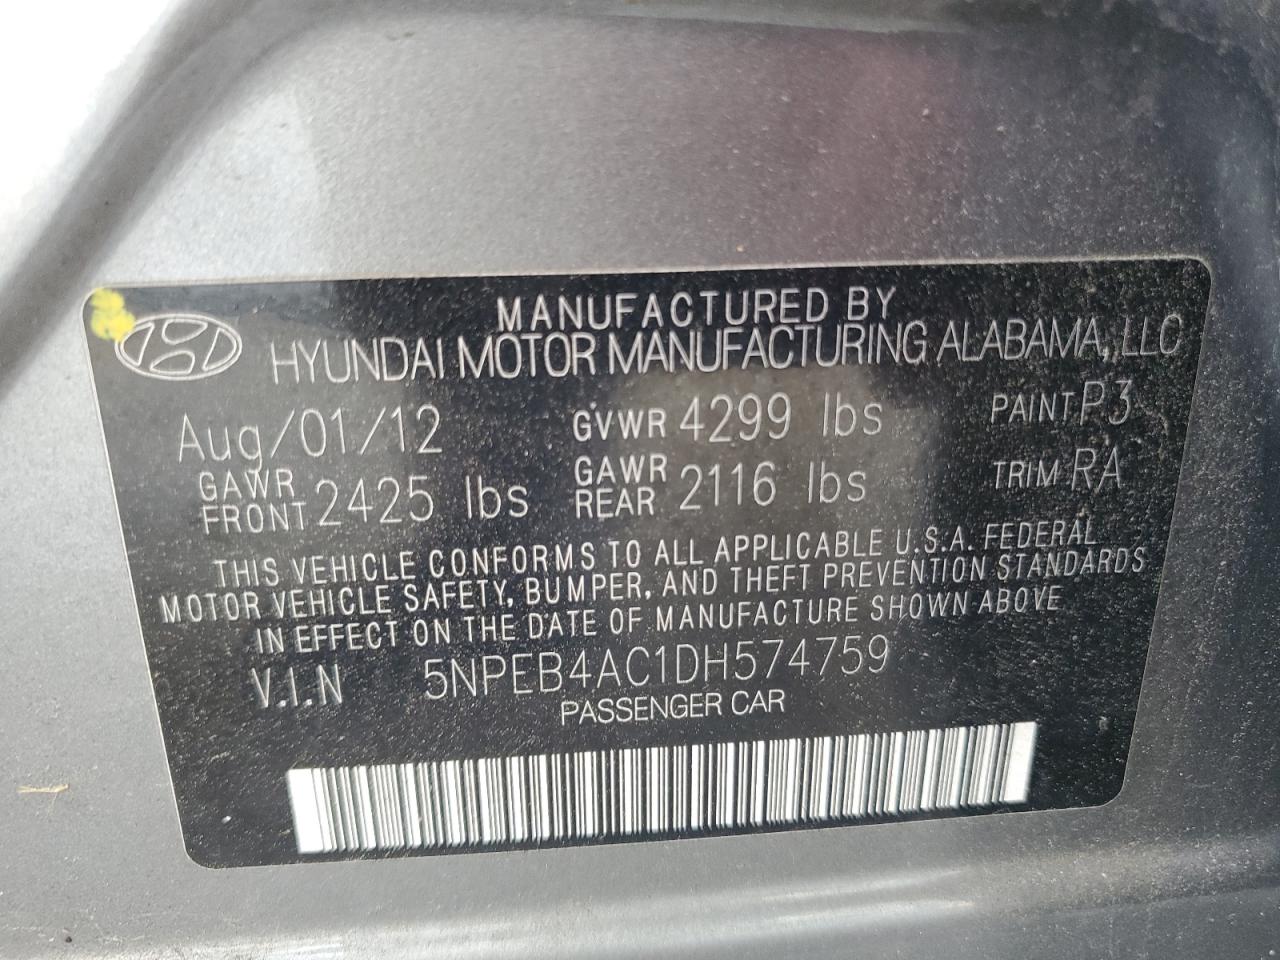 MANUFACTURED BY
HYUNDAI MOTOR MANUFACTURING ALABAMA, LLC
Aug/01/12 GVWR 4299 lbs PAINT P3
GAWR FRONT 2425 lbs GAWR REAR 2116 lbs TRIM RA
THIS VEHICLE CONFORMS TO ALL APPLICABLE U.S.A. FEDERAL
MOTOR VEHICLE SAFETY, BUMPER, AND THEFT PREVENTION STANDARDS
IN EFFECT ON THE DATE OF MANUFACTURE SHOWN ABOVE
V.I.N 5NPEB4AC1DH574759
PASSENGER CAR